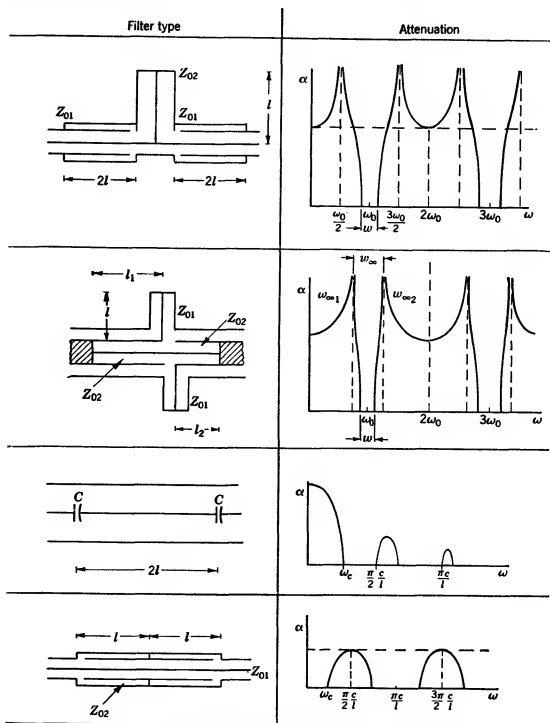 Filter type
Attenuation
Z02
Z01
Z01
l
2l
2l
α
ω0/2
w
ω0
3ω0/2
2ω0
3ω0
ω
l1
l
Z01
Z02
Z02
Z01
l2
α
w∞
ω∞1
ω∞2
ω0
w
2ω0
3ω0
ω
C
C
2l
α
ωc
π/2 c/l
πc/l
ω
l
l
Z01
Z02
α
ωc
π/2 c/l
πc/l
3π/2 c/l
ω